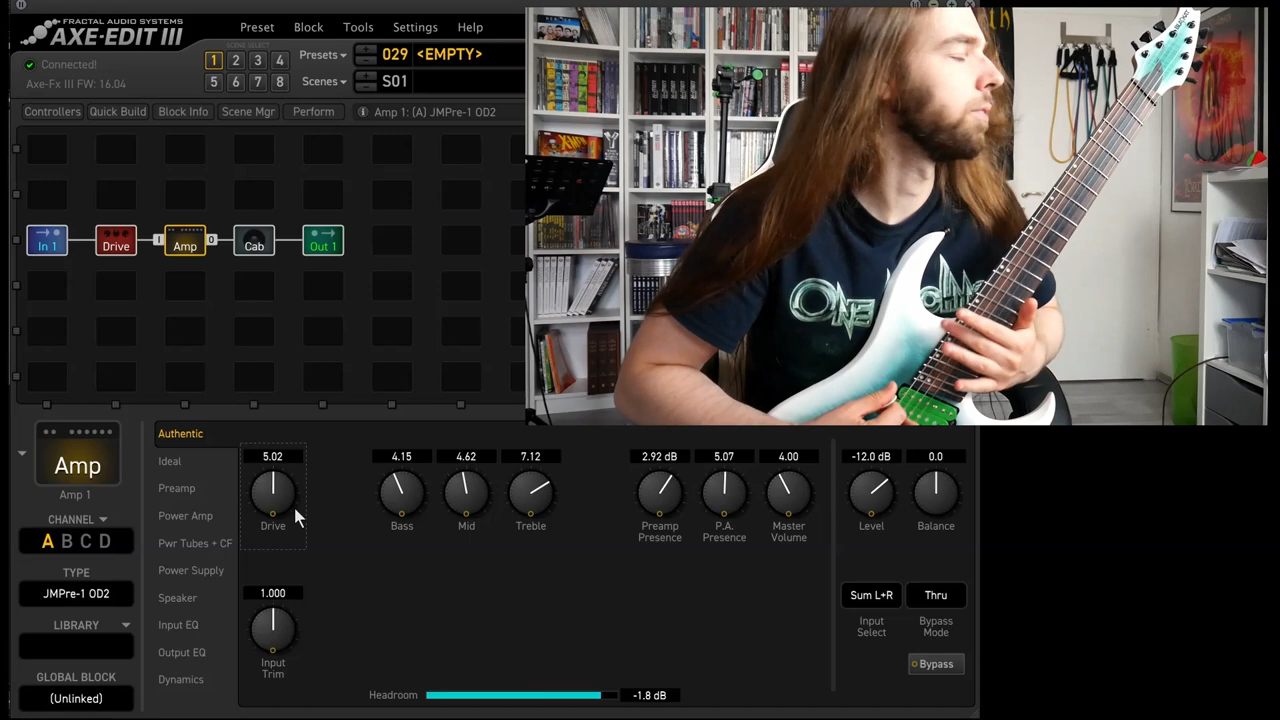 FRACTAL AUDIO SYSTEMS
AXE-EDIT III
Preset Block Tools Settings Help
SCENE SELECT
1 2 3 4
5 6 7 8
Presets 029 <EMPTY>
Scenes S01
Connected!
Axe-Fx III FW: 16.04
Controllers Quick Build Block Info Scene Mgr Perform Amp 1: (A) JMPre-1 OD2
In 1 Drive I Amp O Cab Out 1
X-MEN
ONE
Amp
Amp 1
CHANNEL
A B C D
TYPE
JMPre-1 OD2
LIBRARY
GLOBAL BLOCK
(Unlinked)
Authentic
Ideal
Preamp
Power Amp
Pwr Tubes + CF
Power Supply
Speaker
Input EQ
Output EQ
Dynamics
5.02 4.15 4.62 7.12 2.92 dB 5.07 4.00 -12.0 dB 0.0
Drive Bass Mid Treble Preamp Presence P.A. Presence Master Volume Level Balance
1.000
Input Trim
Sum L+R Thru
Input Select Bypass Mode
Bypass
Headroom -1.8 dB